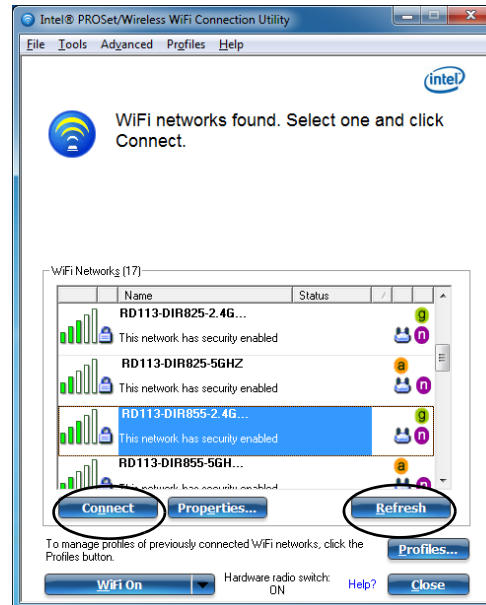 Intel® PROSet/Wireless WiFi Connection Utility
File Tools Advanced Profiles Help
intel
WiFi networks found. Select one and click
Connect.
WiFi Networks (17)
Name Status
RD113-DIR825-2.4G...
g
This network has security enabled
n
RD113-DIR825-5GHZ
a
This network has security enabled
n
RD113-DIR855-2.4G...
g
This network has security enabled
n
RD113-DIR855-5GH...
a
This network has security enabled
n
Connect Properties... Refresh
To manage profiles of previously connected WiFi networks, click the
Profiles button.
Profiles...
WiFi On
Hardware radio switch:
ON
Help?
Close